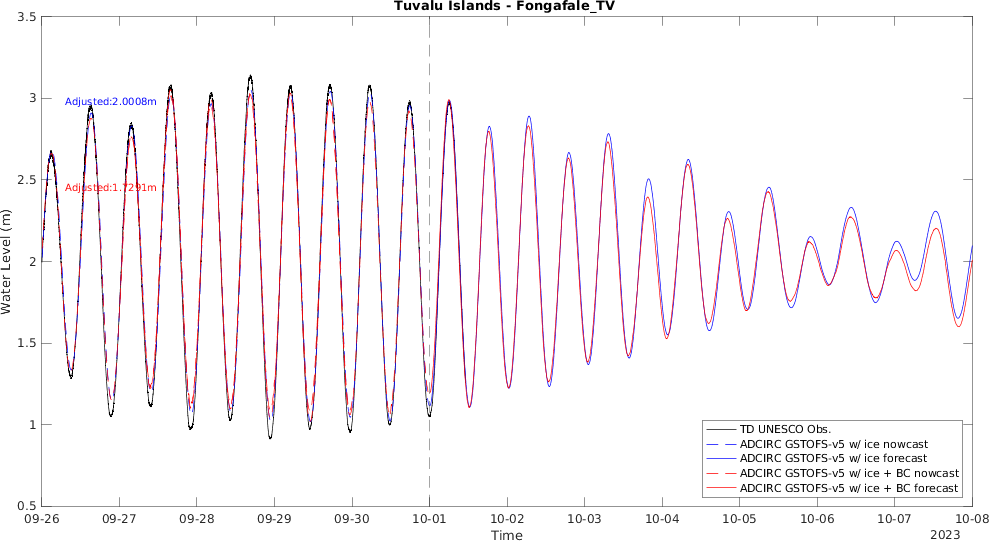 Tuvalu Islands - Fongafale_TV
Water Level (m)
3.5
3
2.5
2
1.5
1
0.5
Adjusted:2.0008m
Adjusted:1.7291m
TD UNESCO Obs.
ADCIRC GSTOFS-v5 w/ ice nowcast
ADCIRC GSTOFS-v5 w/ ice forecast
ADCIRC GSTOFS-v5 w/ ice + BC nowcast
ADCIRC GSTOFS-v5 w/ ice + BC forecast
09-26 09-27 09-28 09-29 09-30 10-01 10-02 10-03 10-04 10-05 10-06 10-07 10-08
Time
2023